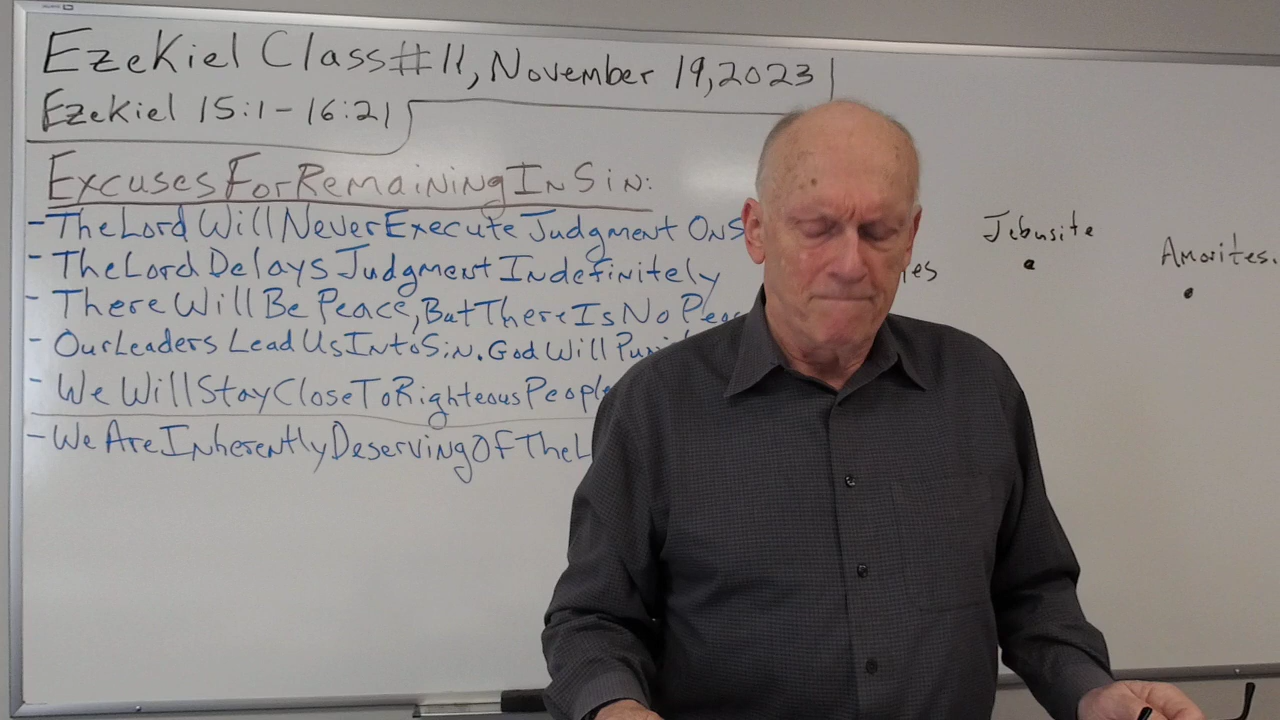 Ezekiel Class #11, November 19, 2023
Ezekiel 15:1-16:21
Excuses For Remaining In Sin:
- The Lord Will Never Execute Judgment On
- The Lord Delays Judgment Indefinitely
- There Will Be Peace, But There Is No
- Our Leaders Lead Us Into Sin. God Will
- We Will Stay Close To Righteous People
- We Are Inherently Deserving Of The
Jebusite
Amorites.